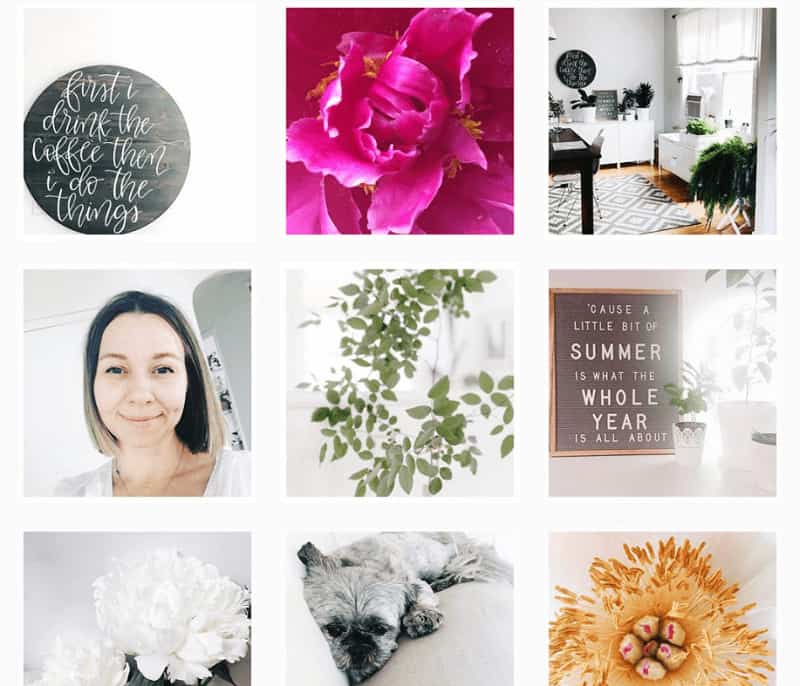 first i
drink the
coffee then
i do the
things
'CAUSE A
LITTLE BIT OF
SUMMER
IS WHAT THE
WHOLE
YEAR
IS ALL ABOUT